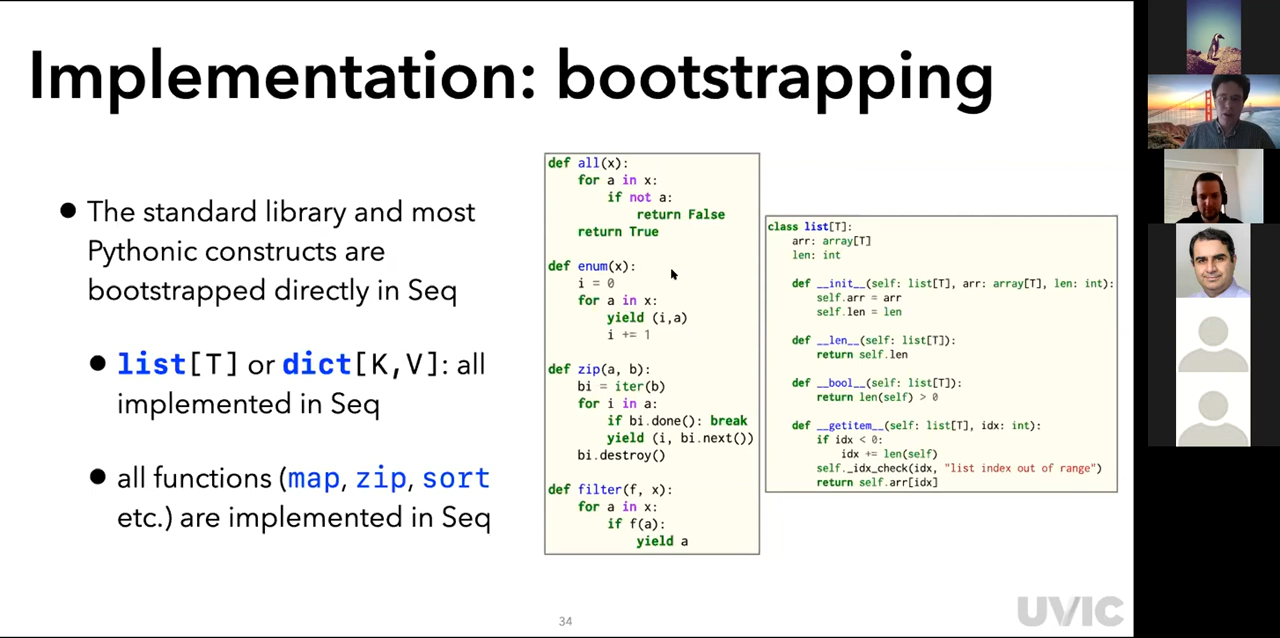 Implementation: bootstrapping
● The standard library and most
Pythonic constructs are
bootstrapped directly in Seq
● list[T] or dict[K,V]: all
implemented in Seq
● all functions (map, zip, sort
etc.) are implemented in Seq
def all(x):
    for a in x:
        if not a:
            return False
    return True
def enum(x):
    i = 0
    for a in x:
        yield (i,a)
        i += 1
def zip(a, b):
    bi = iter(b)
    for i in a:
        if bi.done(): break
        yield (i, bi.next())
    bi.destroy()
def filter(f, x):
    for a in x:
        if f(a):
            yield a
class list[T]:
    arr: array[T]
    len: int
    def __init__(self: list[T], arr: array[T], len: int):
        self.arr = arr
        self.len = len
    def __len__(self: list[T]):
        return self.len
    def __bool__(self: list[T]):
        return len(self) > 0
    def __getitem__(self: list[T], idx: int):
        if idx < 0:
            idx += len(self)
        self._idx_check(idx, "list index out of range")
        return self.arr[idx]
34
UVIC